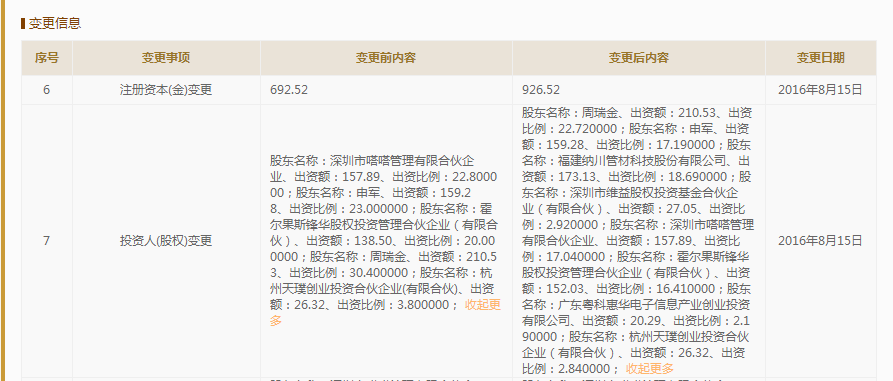 变更信息
序号 变更事项 变更前内容 变更后内容 变更日期
6 注册资本(金)变更 692.52 926.52 2016年8月15日
7 投资人(股权)变更
股东名称：深圳市嗒嗒管理有限合伙企
业、出资额：157.89、出资比例：22.80000
0；股东名称：申军、出资额：159.2
8、出资比例：23.000000；股东名称：霍
尔果斯锋华股权投资管理合伙企业（有限合
伙）、出资额：138.50、出资比例：20.00
0000；股东名称：周瑞金、出资额：210.5
3、出资比例：30.400000；股东名称：杭
州天璞创业投资合伙企业(有限合伙)、出资
额：26.32、出资比例：3.800000； 收起更
多
股东名称：周瑞金、出资额：210.53、出资
比例：22.720000；股东名称：申军、出资
额：159.28、出资比例：17.190000；股东
名称：福建纳川管材科技股份有限公司、出
资额：173.13、出资比例：18.690000；股
东名称：深圳市维益股权投资基金合伙企
业（有限合伙）、出资额：27.05、出资比
例：2.920000；股东名称：深圳市嗒嗒管理
有限合伙企业、出资额：157.89、出资比
例：17.040000；股东名称：霍尔果斯锋华
股权投资管理合伙企业（有限合伙）、出资
额：152.03、出资比例：16.410000；股东
名称：广东粤科惠华电子信息产业创业投资
有限公司、出资额：20.29、出资比例：2.1
90000；股东名称：杭州天璞创业投资合伙
企业（有限合伙）、出资额：26.32、出资
比例：2.840000； 收起更多
2016年8月15日